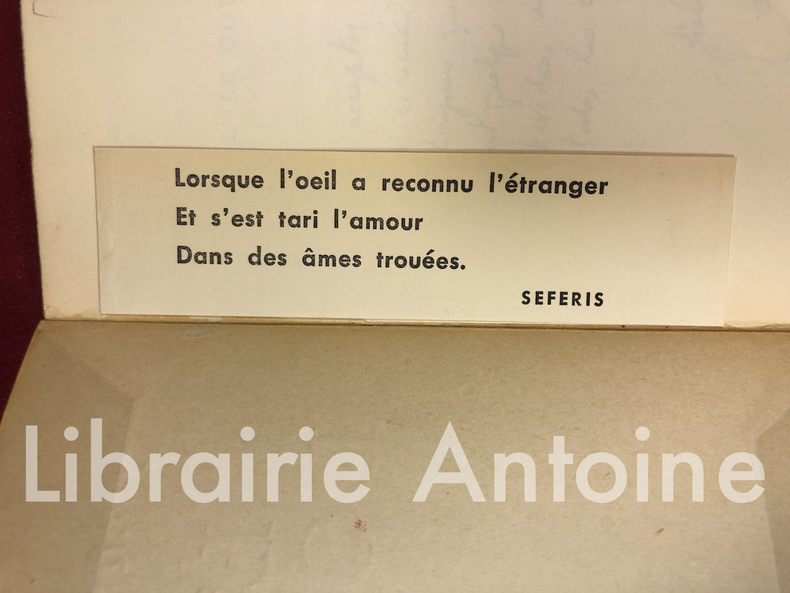 Lorsque l'oeil a reconnu l'étranger
Et s'est tari l'amour
Dans des âmes trouées.
SEFERIS
Librairie Antoine